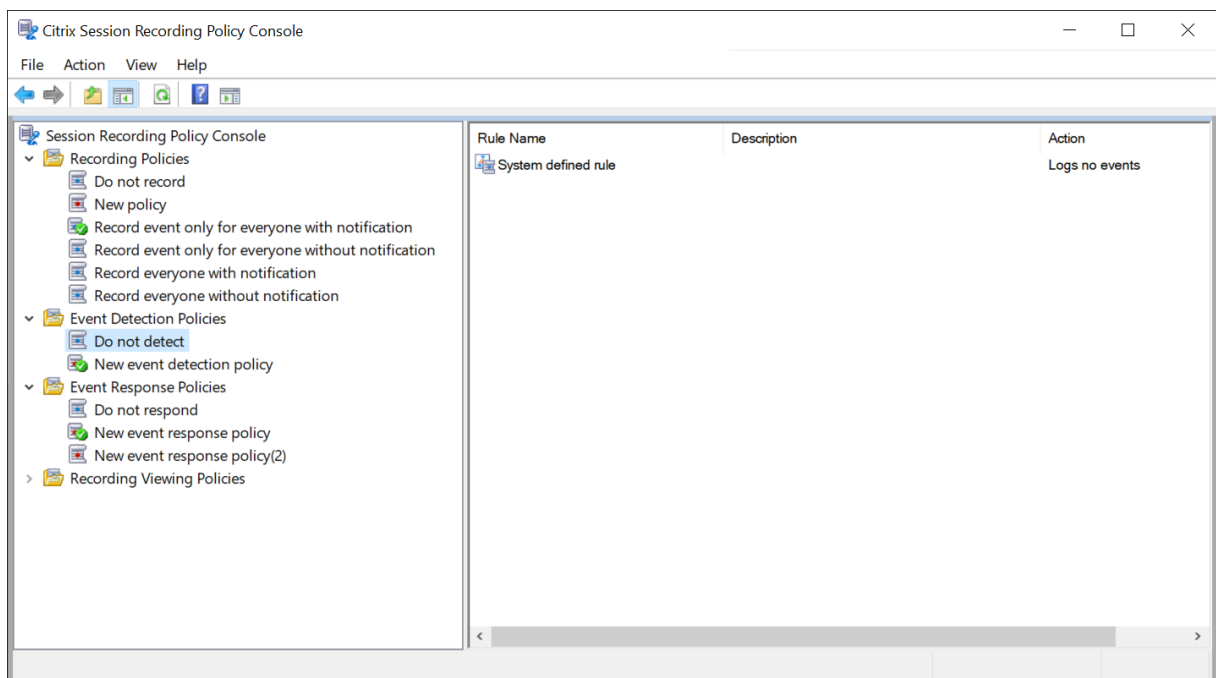 Citrix Session Recording Policy Console
File Action View Help
Session Recording Policy Console
Recording Policies
Do not record
New policy
Record event only for everyone with notification
Record event only for everyone without notification
Record everyone with notification
Record everyone without notification
Event Detection Policies
Do not detect
New event detection policy
Event Response Policies
Do not respond
New event response policy
New event response policy(2)
Recording Viewing Policies
Rule Name Description Action
System defined rule Logs no events